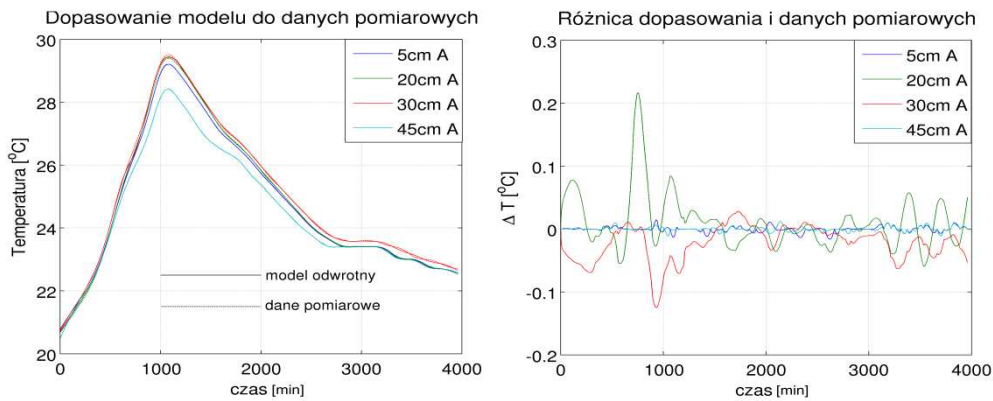 Dopasowanie modelu do danych pomiarowych
30
28
26
24
22
20
Temperatura [⁰C]
5cm A
20cm A
30cm A
45cm A
model odwrotny
dane pomiarowe
0
1000
2000
3000
4000
czas [min]
Różnica dopasowania i danych pomiarowych
0.3
0.2
0.1
0
-0.1
-0.2
Δ T [⁰C]
5cm A
20cm A
30cm A
45cm A
0
1000
2000
3000
4000
czas [min]